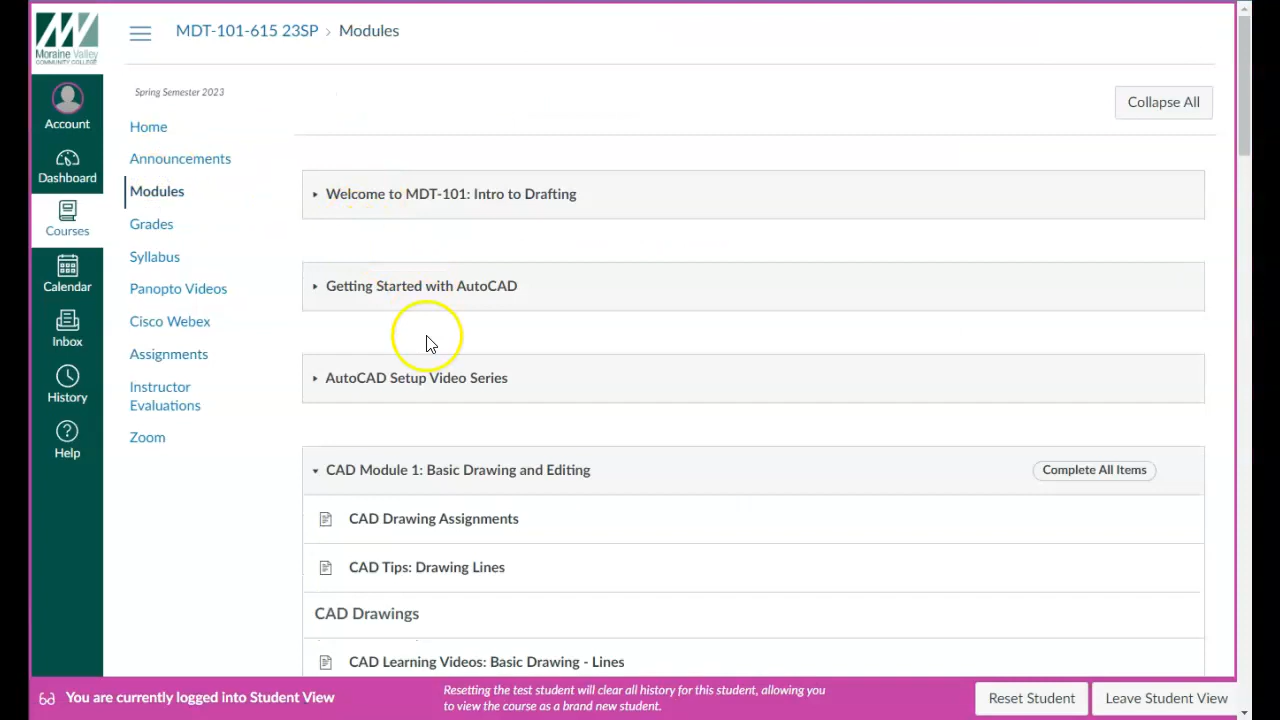 Moraine Valley
COMMUNITY COLLEGE
MDT-101-615 23SP › Modules
Account
Dashboard
Courses
Calendar
Inbox
History
Help
Spring Semester 2023
Home
Announcements
Modules
Grades
Syllabus
Panopto Videos
Cisco Webex
Assignments
Instructor
Evaluations
Zoom
Collapse All
Welcome to MDT-101: Intro to Drafting
Getting Started with AutoCAD
AutoCAD Setup Video Series
CAD Module 1: Basic Drawing and Editing
Complete All Items
CAD Drawing Assignments
CAD Tips: Drawing Lines
CAD Drawings
CAD Learning Videos: Basic Drawing - Lines
You are currently logged into Student View
Resetting the test student will clear all history for this student, allowing you
to view the course as a brand new student.
Reset Student
Leave Student View